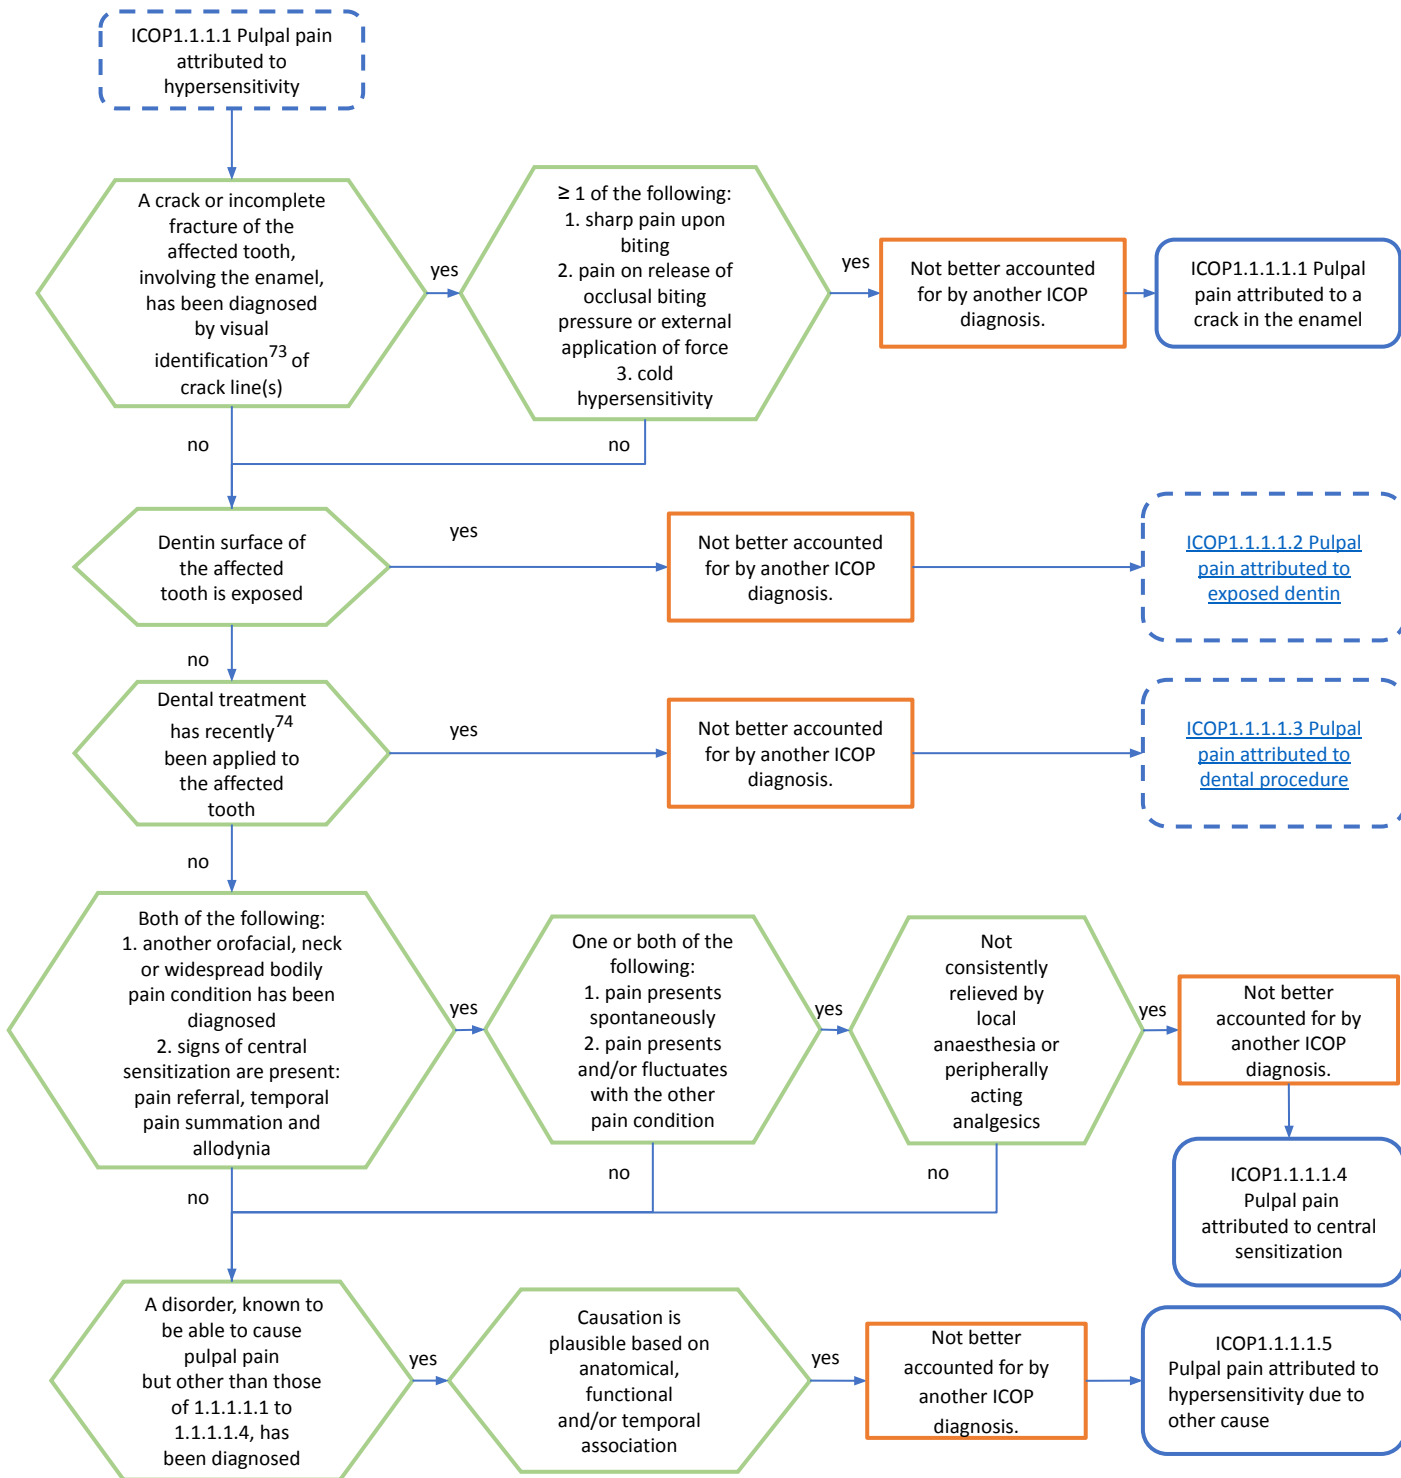 ICOP1.1.1.1 Pulpal pain
attributed to
hypersensitivity
A crack or incomplete
fracture of the
affected tooth,
involving the enamel,
has been diagnosed
by visual
identification73 of
crack line(s)
yes
≥ 1 of the following:
1. sharp pain upon
biting
2. pain on release of
occlusal biting
pressure or external
application of force
3. cold
hypersensitivity
yes
Not better accounted
for by another ICOP
diagnosis.
ICOP1.1.1.1.1 Pulpal
pain attributed to a
crack in the enamel
no
no
Dentin surface of
the affected
tooth is exposed
yes
Not better accounted
for by another ICOP
diagnosis.
ICOP1.1.1.1.2 Pulpal
pain attributed to
exposed dentin
no
Dental treatment
has recently74
been applied to
the affected
tooth
yes
Not better accounted
for by another ICOP
diagnosis.
ICOP1.1.1.1.3 Pulpal
pain attributed to
dental procedure
no
Both of the following:
1. another orofacial, neck
or widespread bodily
pain condition has been
diagnosed
2. signs of central
sensitization are present:
pain referral, temporal
pain summation and
allodynia
yes
One or both of the
following:
1. pain presents
spontaneously
2. pain presents
and/or fluctuates
with the other
pain condition
yes
Not
consistently
relieved by
local
anaesthesia or
peripherally
acting
analgesics
yes
Not better
accounted for by
another ICOP
diagnosis.
no
no
no
ICOP1.1.1.1.4
Pulpal pain
attributed to central
sensitization
A disorder, known to
be able to cause
pulpal pain
but other than those
of 1.1.1.1.1 to
1.1.1.1.4, has
been diagnosed
yes
Causation is
plausible based on
anatomical,
functional
and/or temporal
association
yes
Not better
accounted for by
another ICOP
diagnosis.
ICOP1.1.1.1.5
Pulpal pain attributed to
hypersensitivity due to
other cause